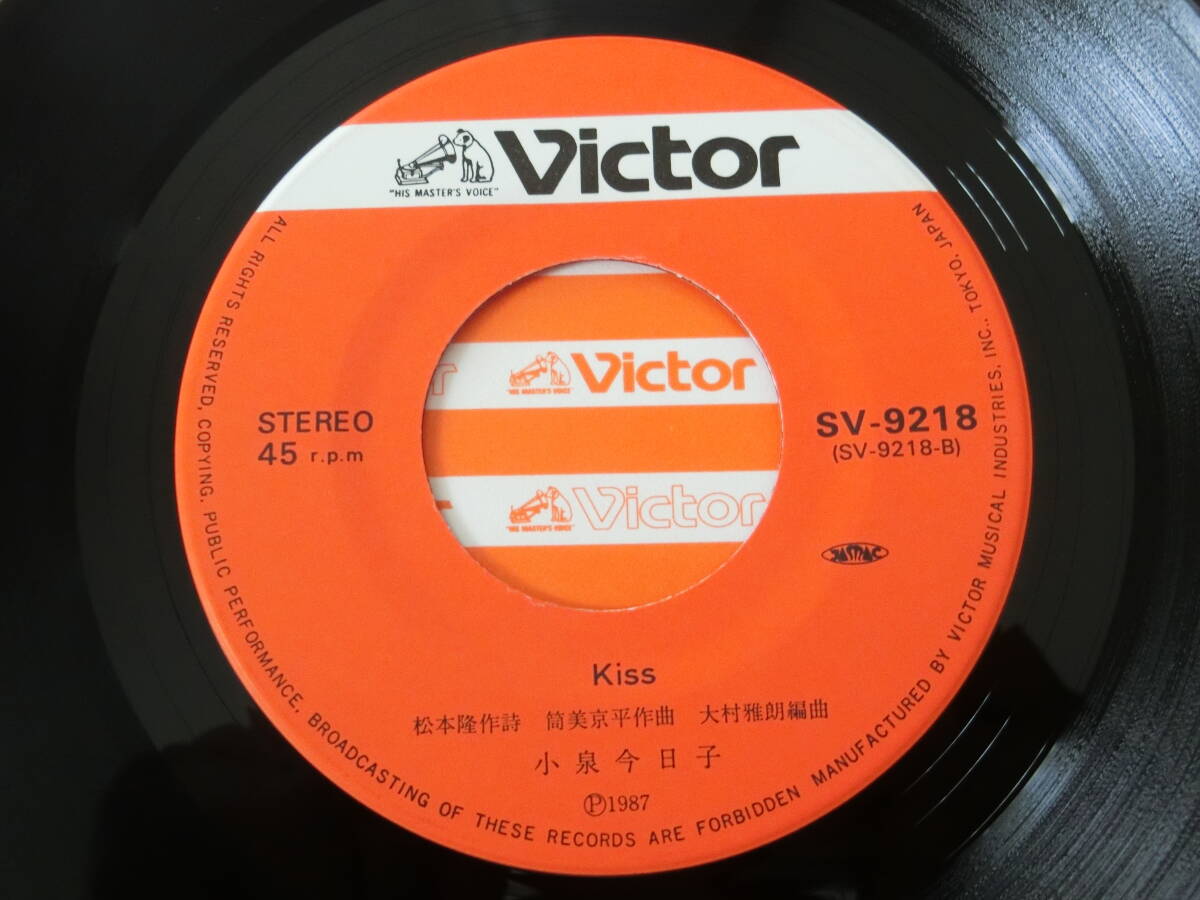 Victor
"HIS MASTER'S VOICE"
STEREO
45 r.p.m
SV-9218
(SV-9218-B)
JASRAC
Victor
"HIS MASTER'S VOICE"
Victor
"HIS MASTER'S VOICE"
Kiss
松本隆作詩 筒美京平作曲 大村雅朗編曲
小泉今日子
Ⓟ1987
ALL RIGHTS RESERVED, COPYING, PUBLIC PERFORMANCE, BROADCASTING OF THESE RECORDS ARE FORBIDDEN MANUFACTURED BY VICTOR MUSICAL INDUSTRIES, INC., TOKYO, JAPAN